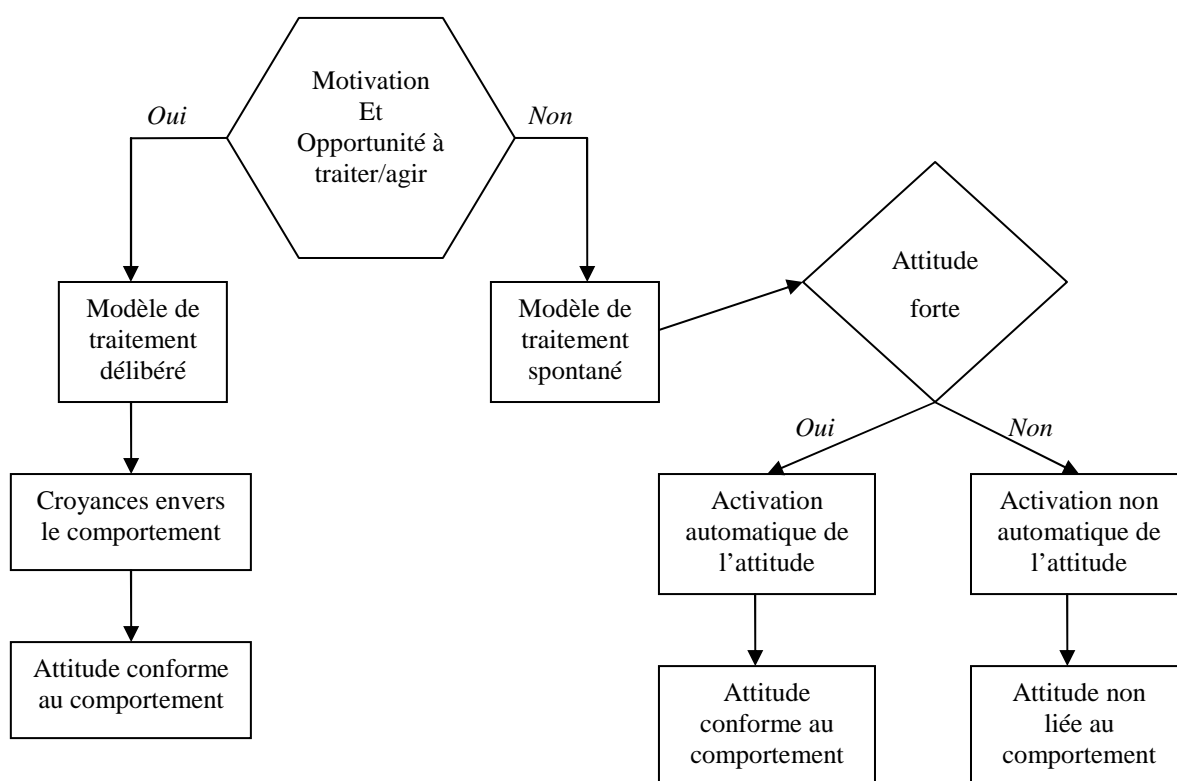 Motivation
Et
Opportunité à
traiter/agir
Oui
Non
Modèle de
traitement
délibéré
Modèle de
traitement
spontané
Attitude
forte
Oui
Non
Croyances envers
le comportement
Activation
automatique de
l’attitude
Activation non
automatique de
l’attitude
Attitude conforme
au comportement
Attitude
conforme au
comportement
Attitude non
liée au
comportement